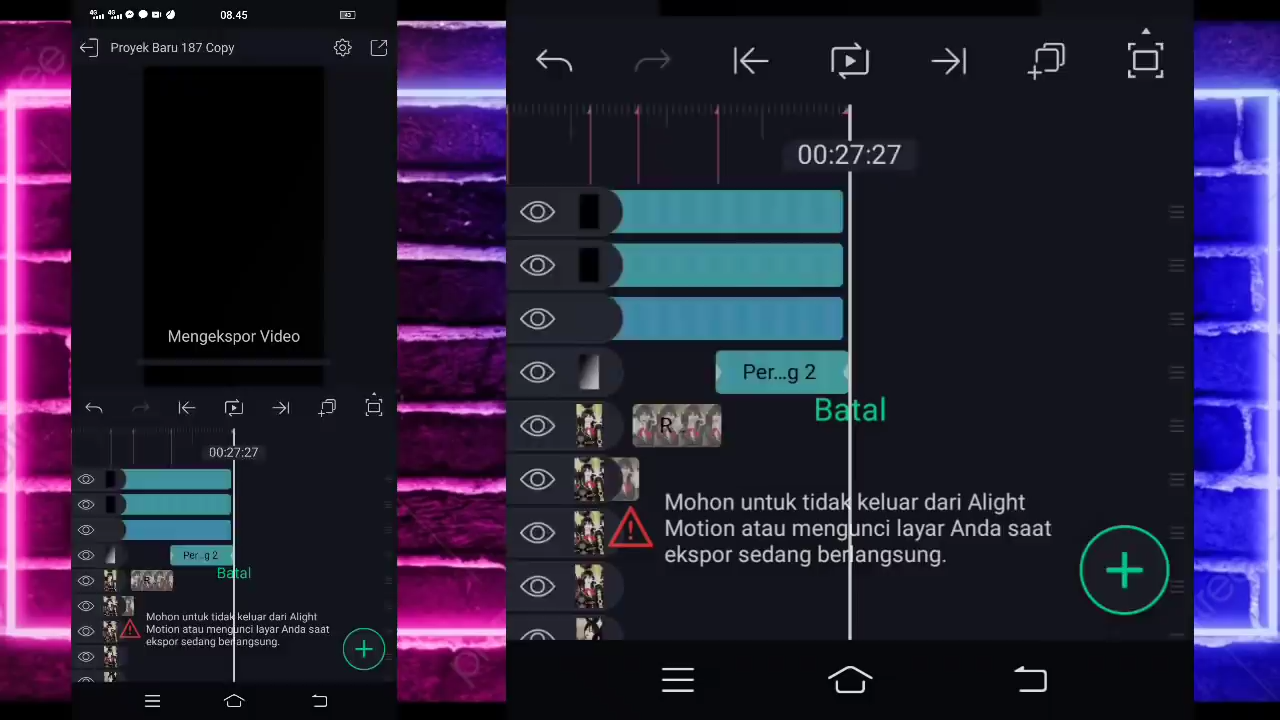 08.45
43
Proyek Baru 187 Copy
Mengekspor Video
00:27:27
Per...g 2
R
Batal
Mohon untuk tidak keluar dari Alight
Motion atau mengunci layar Anda saat
ekspor sedang berlangsung.
00:27:27
Per...g 2
R
Batal
Mohon untuk tidak keluar dari Alight
Motion atau mengunci layar Anda saat
ekspor sedang berlangsung.